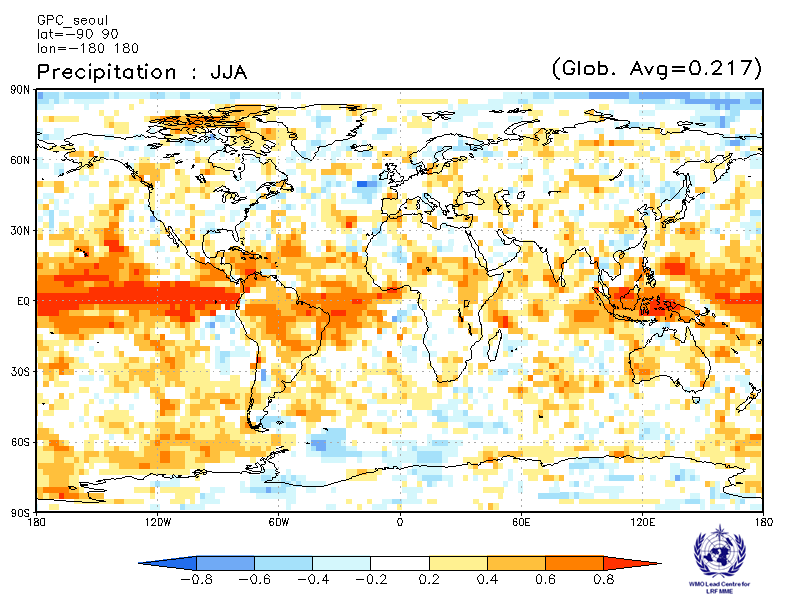 GPC_seoul
lat=-90 90
lon=-180 180
Precipitation : JJA
(Glob. Avg=0.217)
90N
60N
30N
EQ
30S
60S
90S
180 120W 60W 0 60E 120E 180
-0.8 -0.6 -0.4 -0.2 0.2 0.4 0.6 0.8
WMO Lead Centre for
LRF MME